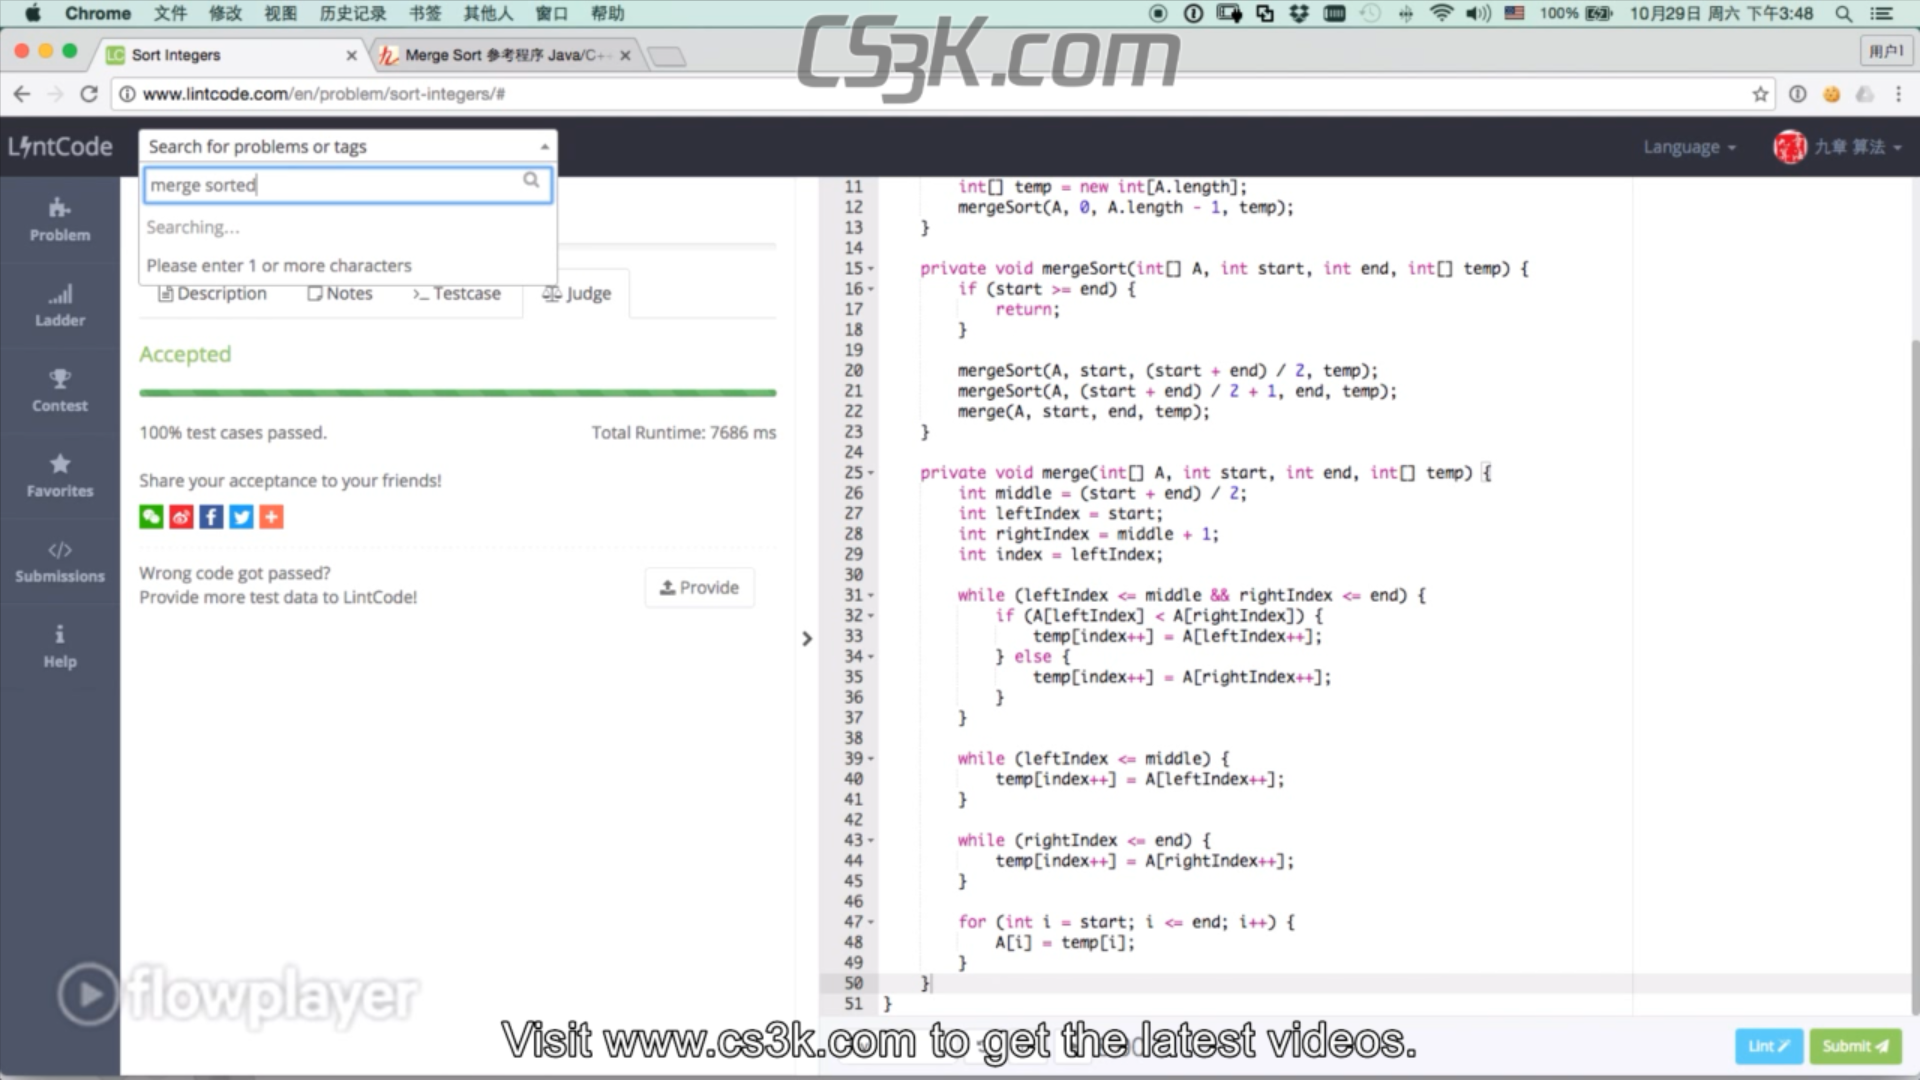 Chrome 文件 修改 视图 历史记录 书签 其他人 窗口 帮助 100% 10月29日 周六 下午3:48
CS3K.com
LC Sort Integers
Merge Sort 参考程序 Java/C++
用户1
www.lintcode.com/en/problem/sort-integers/#
LintCode
Search for problems or tags
Language
九章 算法
merge sorted
Searching...
Please enter 1 or more characters
Problem
Ladder
Contest
Favorites
Submissions
Help
Description
Notes
Testcase
Judge
Accepted
100% test cases passed.
Total Runtime: 7686 ms
Share your acceptance to your friends!
Wrong code got passed?
Provide more test data to LintCode!
Provide
11 int[] temp = new int[A.length];
12 mergeSort(A, 0, A.length - 1, temp);
13 }
14
15 private void mergeSort(int[] A, int start, int end, int[] temp) {
16 if (start >= end) {
17 return;
18 }
19
20 mergeSort(A, start, (start + end) / 2, temp);
21 mergeSort(A, (start + end) / 2 + 1, end, temp);
22 merge(A, start, end, temp);
23 }
24
25 private void merge(int[] A, int start, int end, int[] temp) {
26 int middle = (start + end) / 2;
27 int leftIndex = start;
28 int rightIndex = middle + 1;
29 int index = leftIndex;
30
31 while (leftIndex <= middle && rightIndex <= end) {
32 if (A[leftIndex] < A[rightIndex]) {
33 temp[index++] = A[leftIndex++];
34 } else {
35 temp[index++] = A[rightIndex++];
36 }
37 }
38
39 while (leftIndex <= middle) {
40 temp[index++] = A[leftIndex++];
41 }
42
43 while (rightIndex <= end) {
44 temp[index++] = A[rightIndex++];
45 }
46
47 for (int i = start; i <= end; i++) {
48 A[i] = temp[i];
49 }
50 }
51 }
flowplayer
Visit www.cs3k.com to get the latest videos.
Lint
Submit